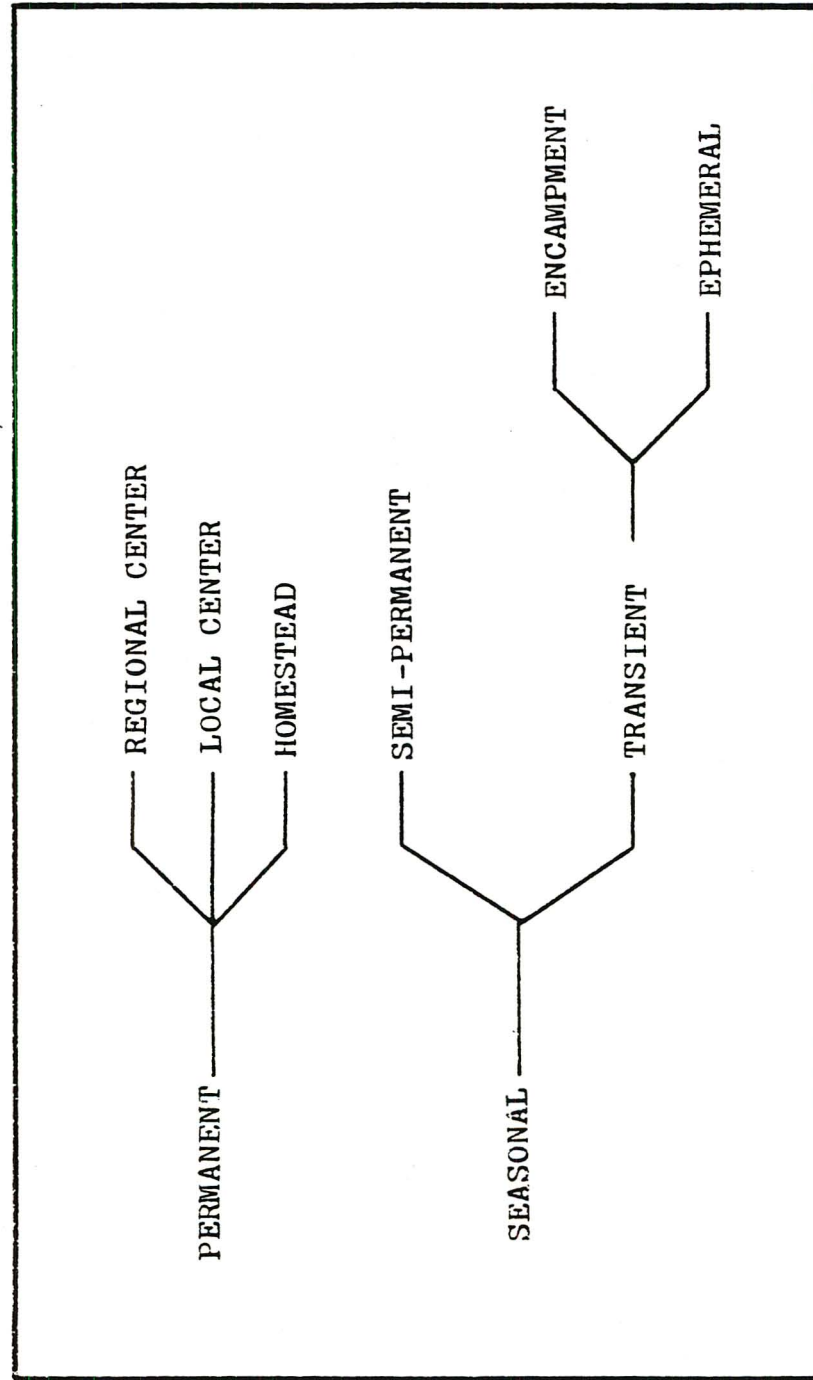 PERMANENT
REGIONAL CENTER
LOCAL CENTER
HOMESTEAD
SEASONAL
SEMI-PERMANENT
TRANSIENT
ENCAMPMENT
EPHEMERAL